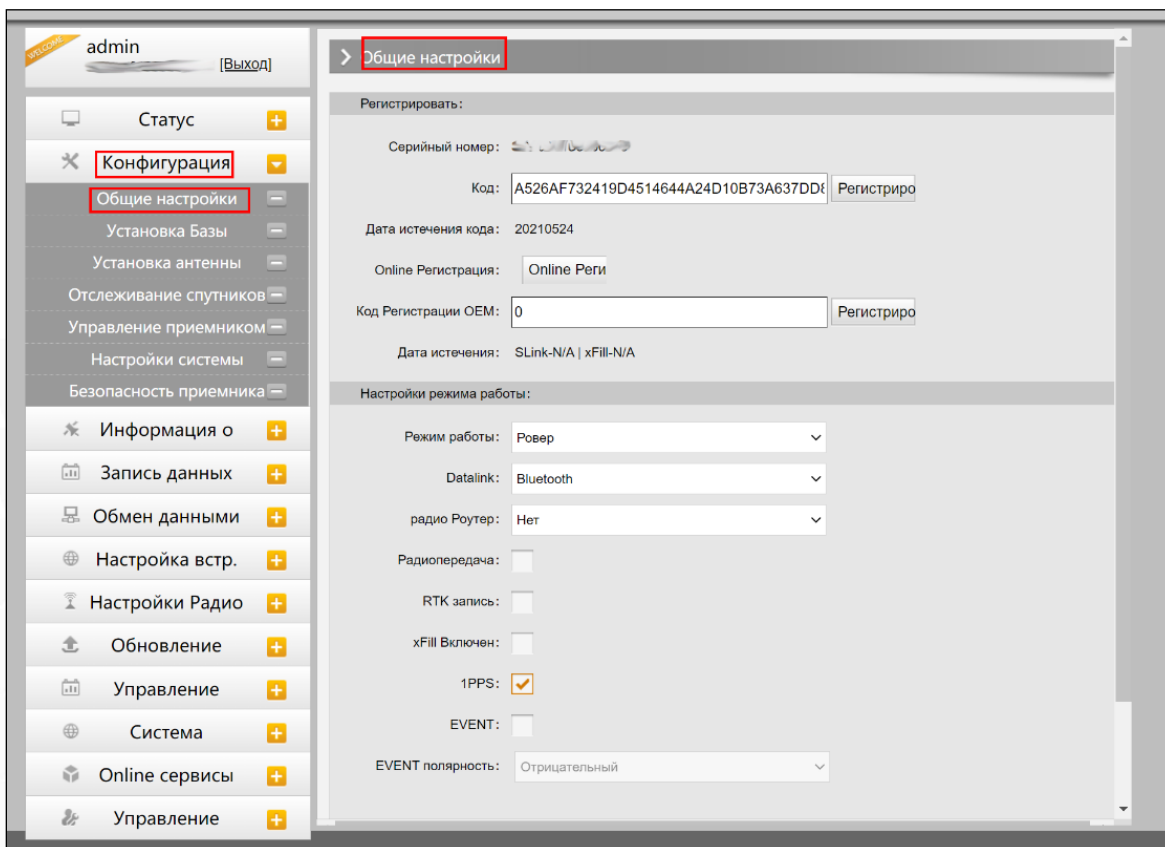 WELCOME
admin
[Выход]
Статус
Конфигурация
Общие настройки
Установка Базы
Установка антенны
Отслеживание спутников
Управление приемником
Настройки системы
Безопасность приемника
Информация о
Запись данных
Обмен данными
Настройка встр.
Настройки Радио
Обновление
Управление
Система
Online сервисы
Управление
Общие настройки
Регистрировать:
Серийный номер:
Код: A526AF732419D4514644A24D10B73A637DD8 Регистриро
Дата истечения кода: 20210524
Online Регистрация: Online Реги
Код Регистрации OEM: 0 Регистриро
Дата истечения: SLink-N/A | xFill-N/A
Настройки режима работы:
Режим работы: Ровер
Datalink: Bluetooth
радио Роутер: Нет
Радиопередача:
RTK запись:
xFill Включен:
1PPS:
EVENT:
EVENT полярность: Отрицательный